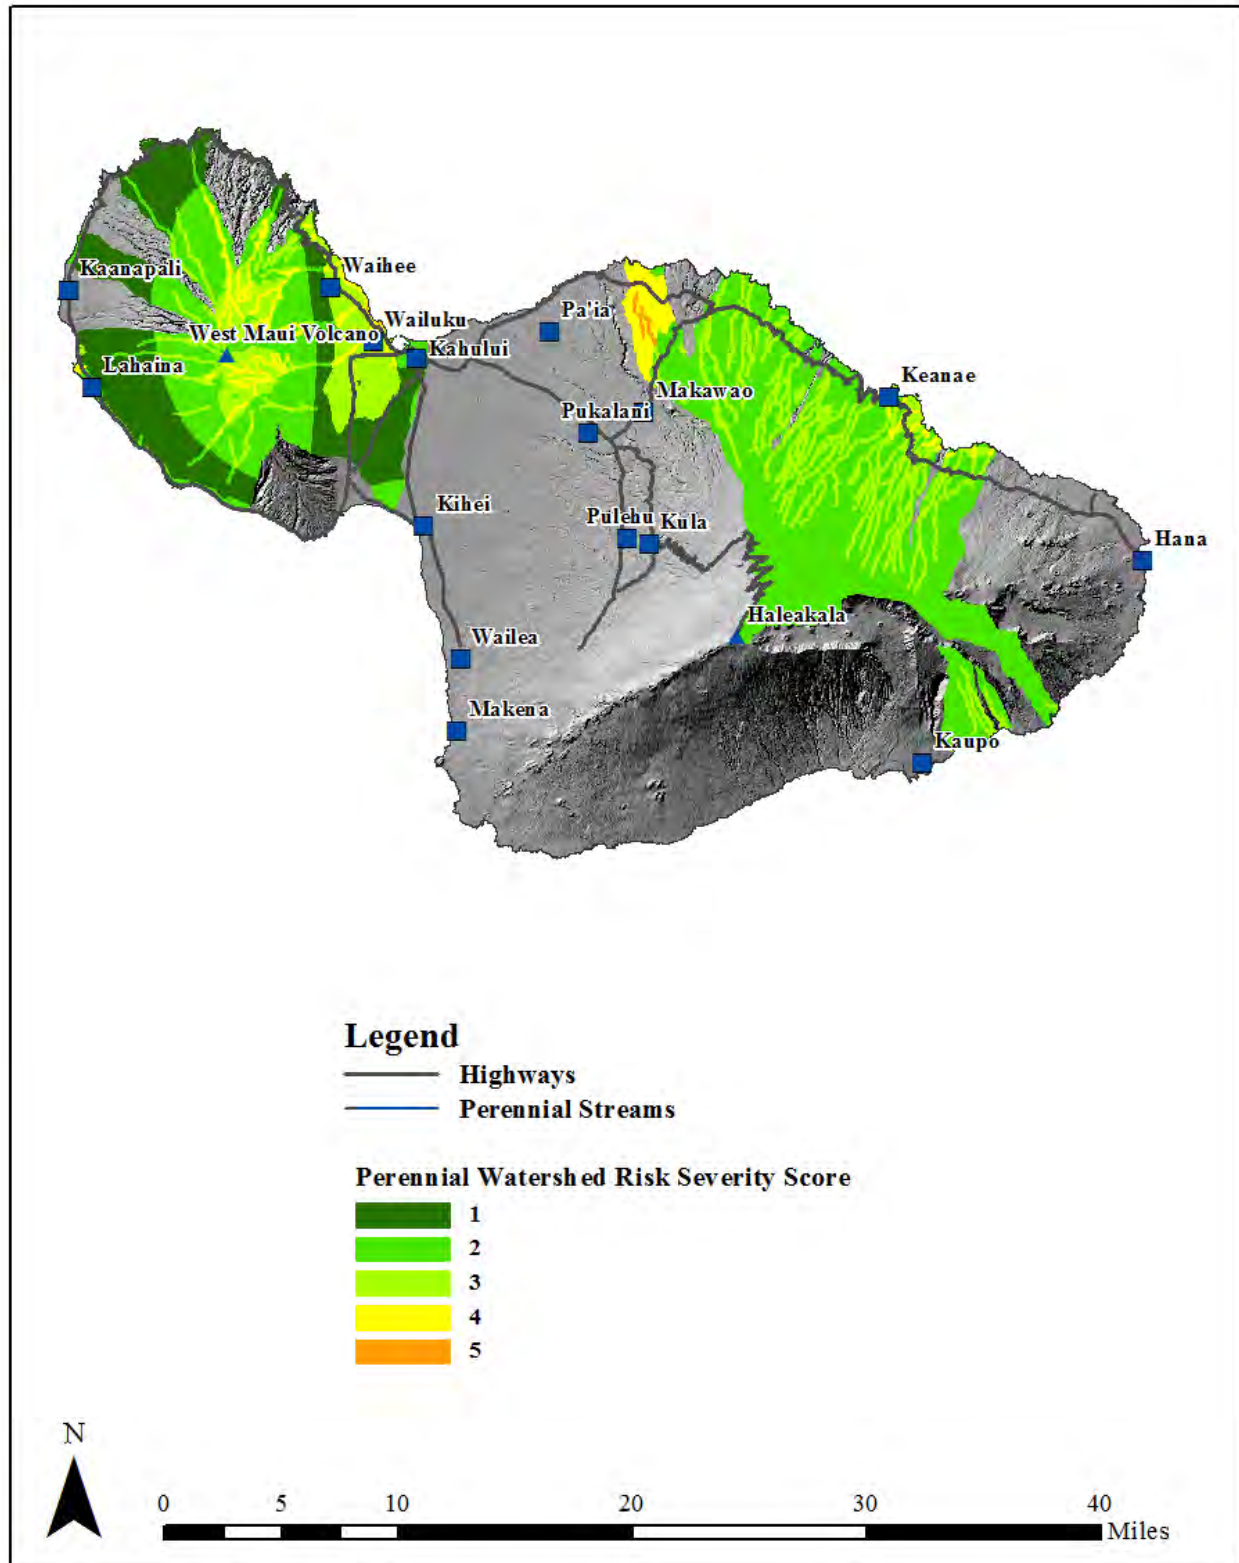 Waihee
Kaanapali
Pa'ia
West Maui Volcano
Wailuku
Kahului
Keanae
Lahaina
Makawao
Pukalani
Kihei
Pulehu
Kula
Hana
Haleakala
Wailea
Makena
Kaupo
Legend
Highways
Perennial Streams
Perennial Watershed Risk Severity Score
1
2
3
4
5
N
0 5 10 20 30 40
Miles